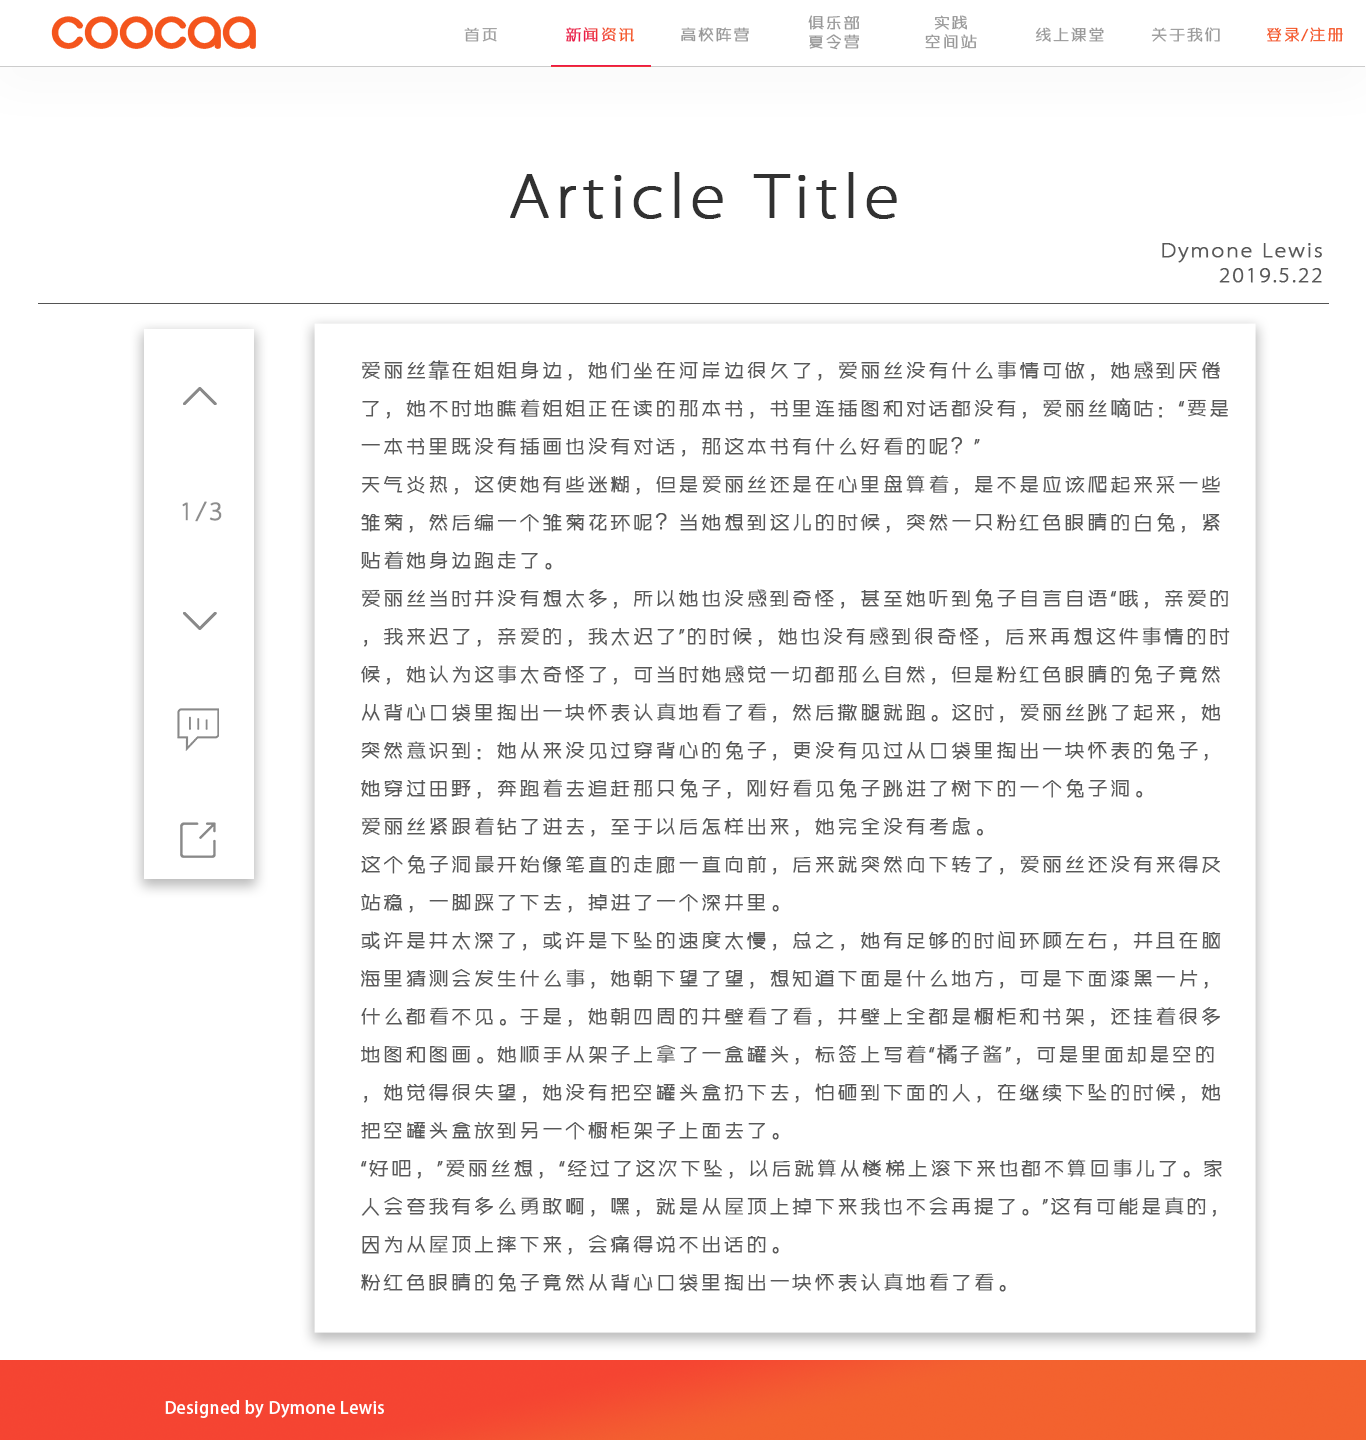 coocaa
首页
新闻资讯
高校阵营
俱乐部
夏令营
实践
空间站
线上课堂
关于我们
登录/注册
Article Title
Dymone Lewis
2019.5.22
1/3
爱丽丝靠在姐姐身边，她们坐在河岸边很久了，爱丽丝没有什么事情可做，她感到厌倦
了，她不时地瞧着姐姐正在读的那本书，书里连插图和对话都没有，爱丽丝嘀咕：“要是
一本书里既没有插画也没有对话，那这本书有什么好看的呢？”
天气炎热，这使她有些迷糊，但是爱丽丝还是在心里盘算着，是不是应该爬起来采一些
雏菊，然后编一个雏菊花环呢？当她想到这儿的时候，突然一只粉红色眼睛的白兔，紧
贴着她身边跑走了。
爱丽丝当时并没有想太多，所以她也没感到奇怪，甚至她听到兔子自言自语“哦，亲爱的
，我来迟了，亲爱的，我太迟了”的时候，她也没有感到很奇怪，后来再想这件事情的时
候，她认为这事太奇怪了，可当时她感觉一切都那么自然，但是粉红色眼睛的兔子竟然
从背心口袋里掏出一块怀表认真地看了看，然后撒腿就跑。这时，爱丽丝跳了起来，她
突然意识到：她从来没见过穿背心的兔子，更没有见过从口袋里掏出一块怀表的兔子，
她穿过田野，奔跑着去追赶那只兔子，刚好看见兔子跳进了树下的一个兔子洞。
爱丽丝紧跟着钻了进去，至于以后怎样出来，她完全没有考虑。
这个兔子洞最开始像笔直的走廊一直向前，后来就突然向下转了，爱丽丝还没有来得及
站稳，一脚踩了下去，掉进了一个深井里。
或许是井太深了，或许是下坠的速度太慢，总之，她有足够的时间环顾左右，并且在脑
海里猜测会发生什么事，她朝下望了望，想知道下面是什么地方，可是下面漆黑一片，
什么都看不见。于是，她朝四周的井壁看了看，井壁上全都是橱柜和书架，还挂着很多
地图和图画。她顺手从架子上拿了一盒罐头，标签上写着“橘子酱”，可是里面却是空的
，她觉得很失望，她没有把空罐头盒扔下去，怕砸到下面的人，在继续下坠的时候，她
把空罐头盒放到另一个橱柜架子上面去了。
“好吧，”爱丽丝想，“经过了这次下坠，以后就算从楼梯上滚下来也都不算回事儿了。家
人会夸我有多么勇敢啊，嘿，就是从屋顶上掉下来我也不会再提了。”这有可能是真的，
因为从屋顶上摔下来，会痛得说不出话的。
粉红色眼睛的兔子竟然从背心口袋里掏出一块怀表认真地看了看。
Designed by Dymone Lewis